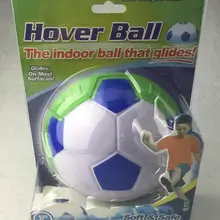 Hover Ball
The indoor ball that glides!
Glides
On Most
Surfaces!
Soft & Safe